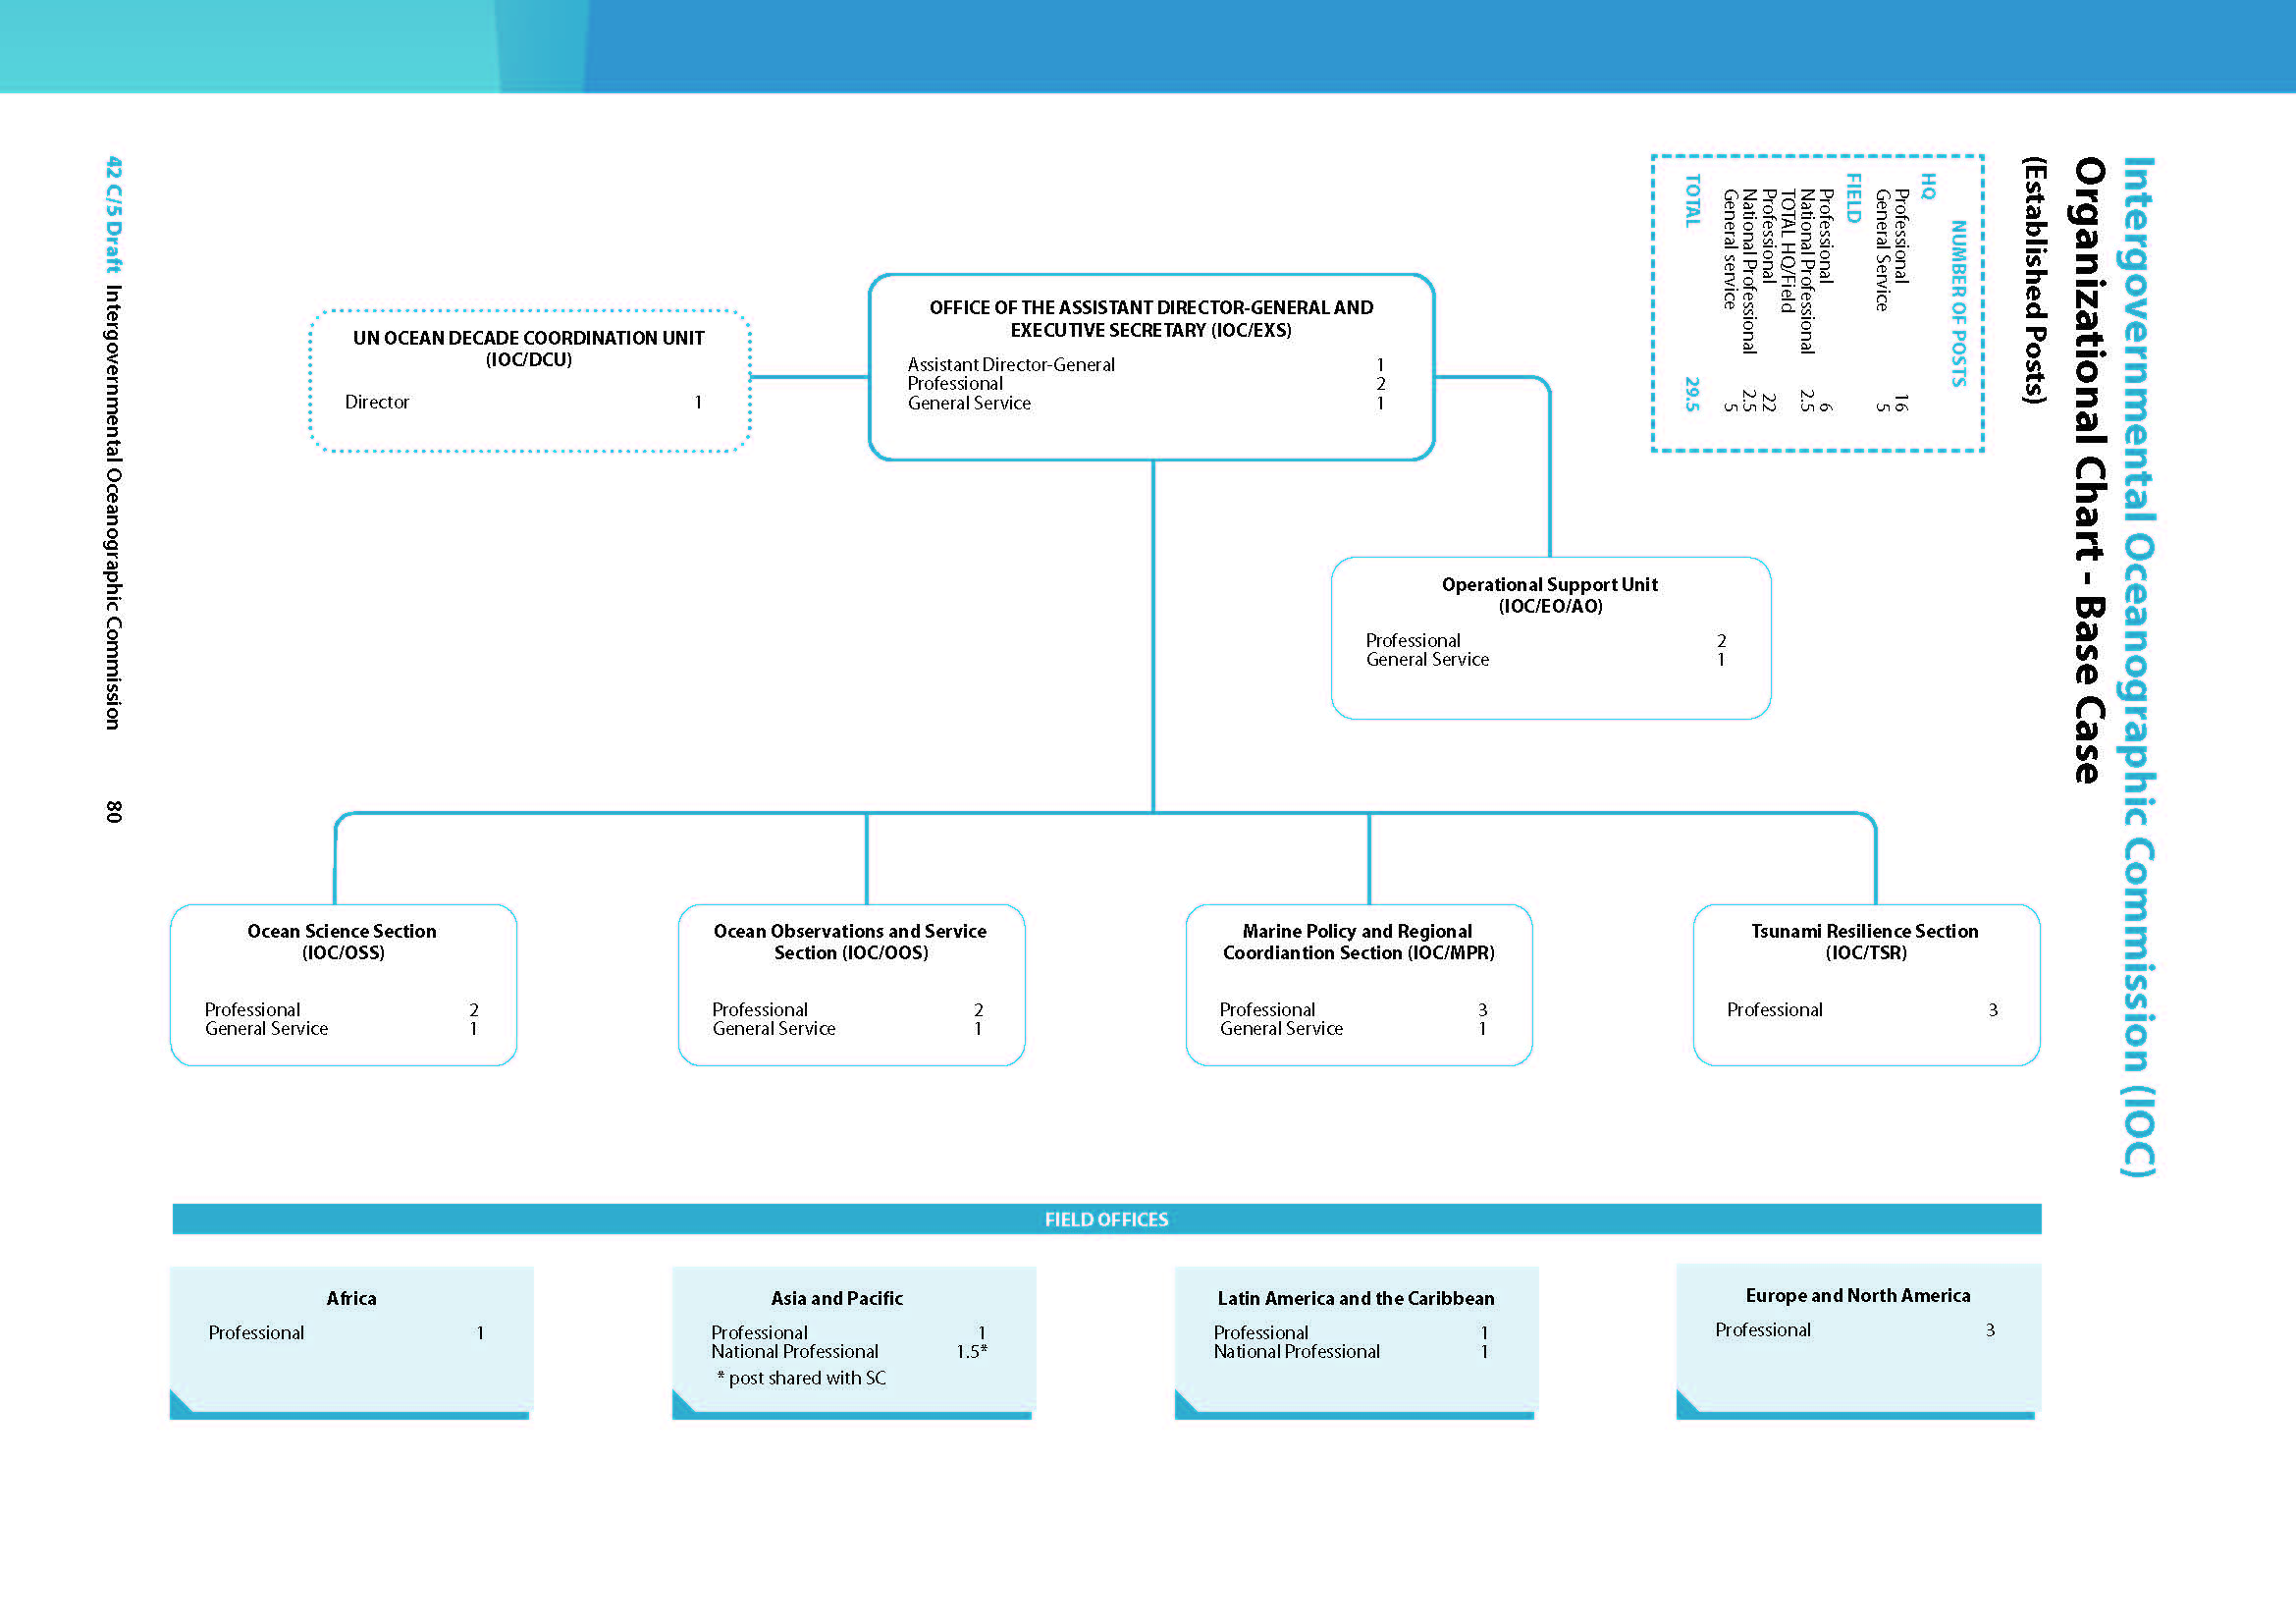 Intergovernmental Oceanographic Commission (IOC)
Organizational Chart - Base Case
(Established Posts)
NUMBER OF POSTS
HQ
Professional 16
General Service 5
FIELD
Professional 6
National Professional 2.5
TOTAL HQ/Field
Professional 22
National Professional 2.5
General service 5
TOTAL 29.5
OFFICE OF THE ASSISTANT DIRECTOR-GENERAL AND
EXECUTIVE SECRETARY (IOC/EXS)
Assistant Director-General 1
Professional 2
General Service 1
UN OCEAN DECADE COORDINATION UNIT
(IOC/DCU)
Director 1
Operational Support Unit
(IOC/EO/AO)
Professional 2
General Service 1
Ocean Science Section
(IOC/OSS)
Professional 2
General Service 1
Ocean Observations and Service
Section (IOC/OOS)
Professional 2
General Service 1
Marine Policy and Regional
Coordiantion Section (IOC/MPR)
Professional 3
General Service 1
Tsunami Resilience Section
(IOC/TSR)
Professional 3
FIELD OFFICES
Africa
Professional 1
Asia and Pacific
Professional 1
National Professional 1.5*
* post shared with SC
Latin America and the Caribbean
Professional 1
National Professional 1
Europe and North America
Professional 3
42 C/5 Draft Intergovernmental Oceanographic Commission 80